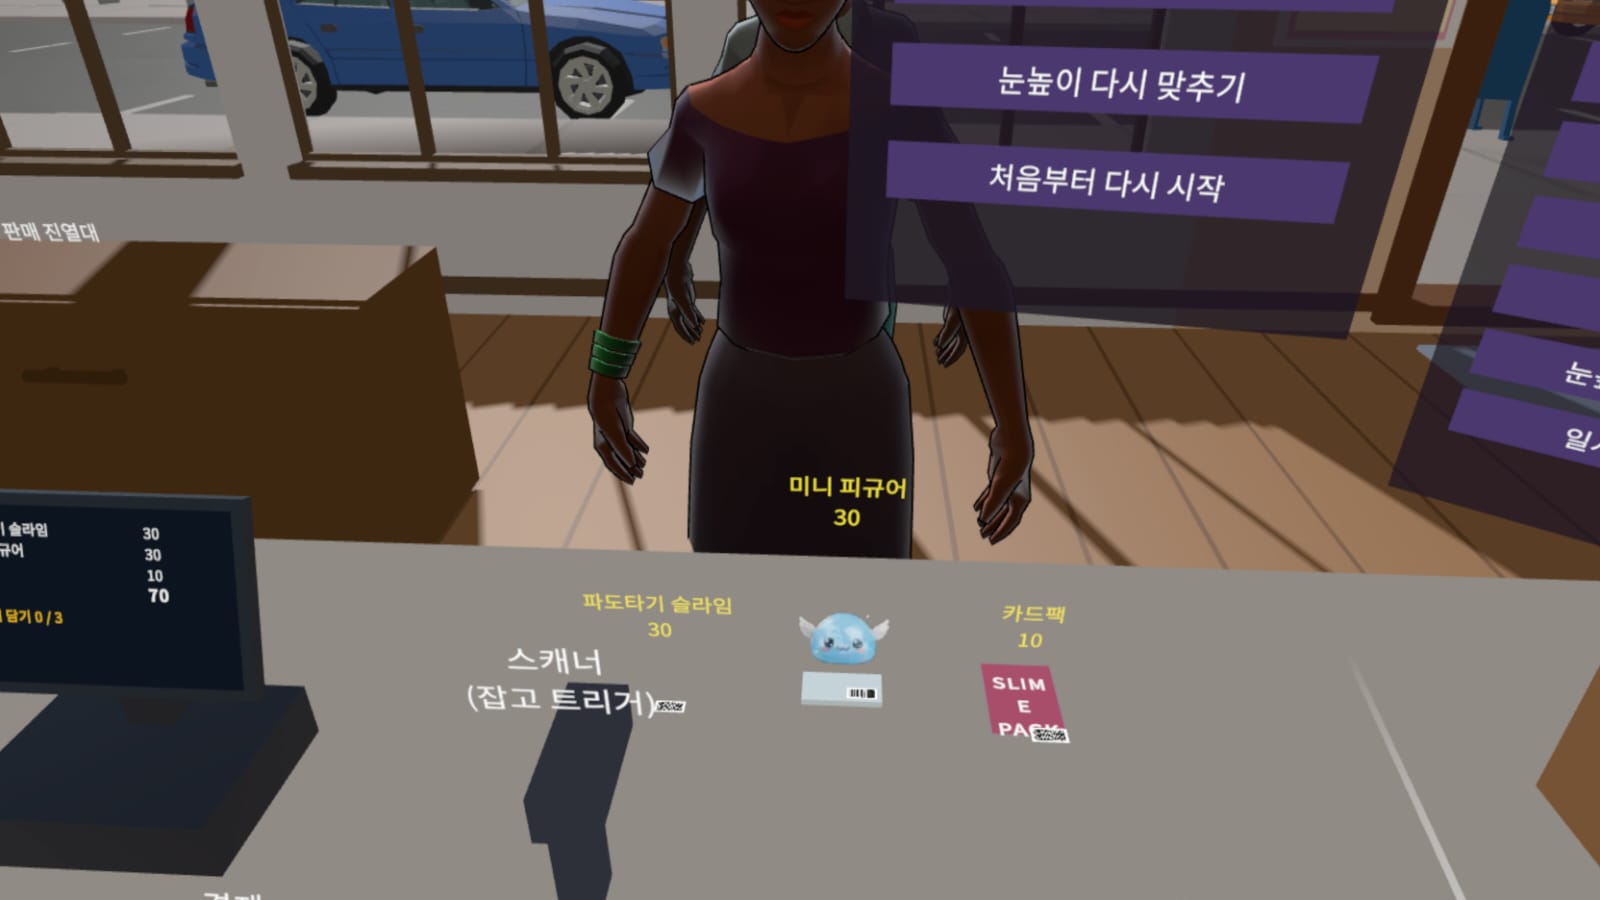 눈높이 다시 맞추기
처음부터 다시 시작
판매 진열대
미니 피규어
30
슬라임 30
30
10
70
담기 0 / 3
파도타기 슬라임
30
카드팩
10
스캐너
(잡고 트리거)
SLIM
E
PACK